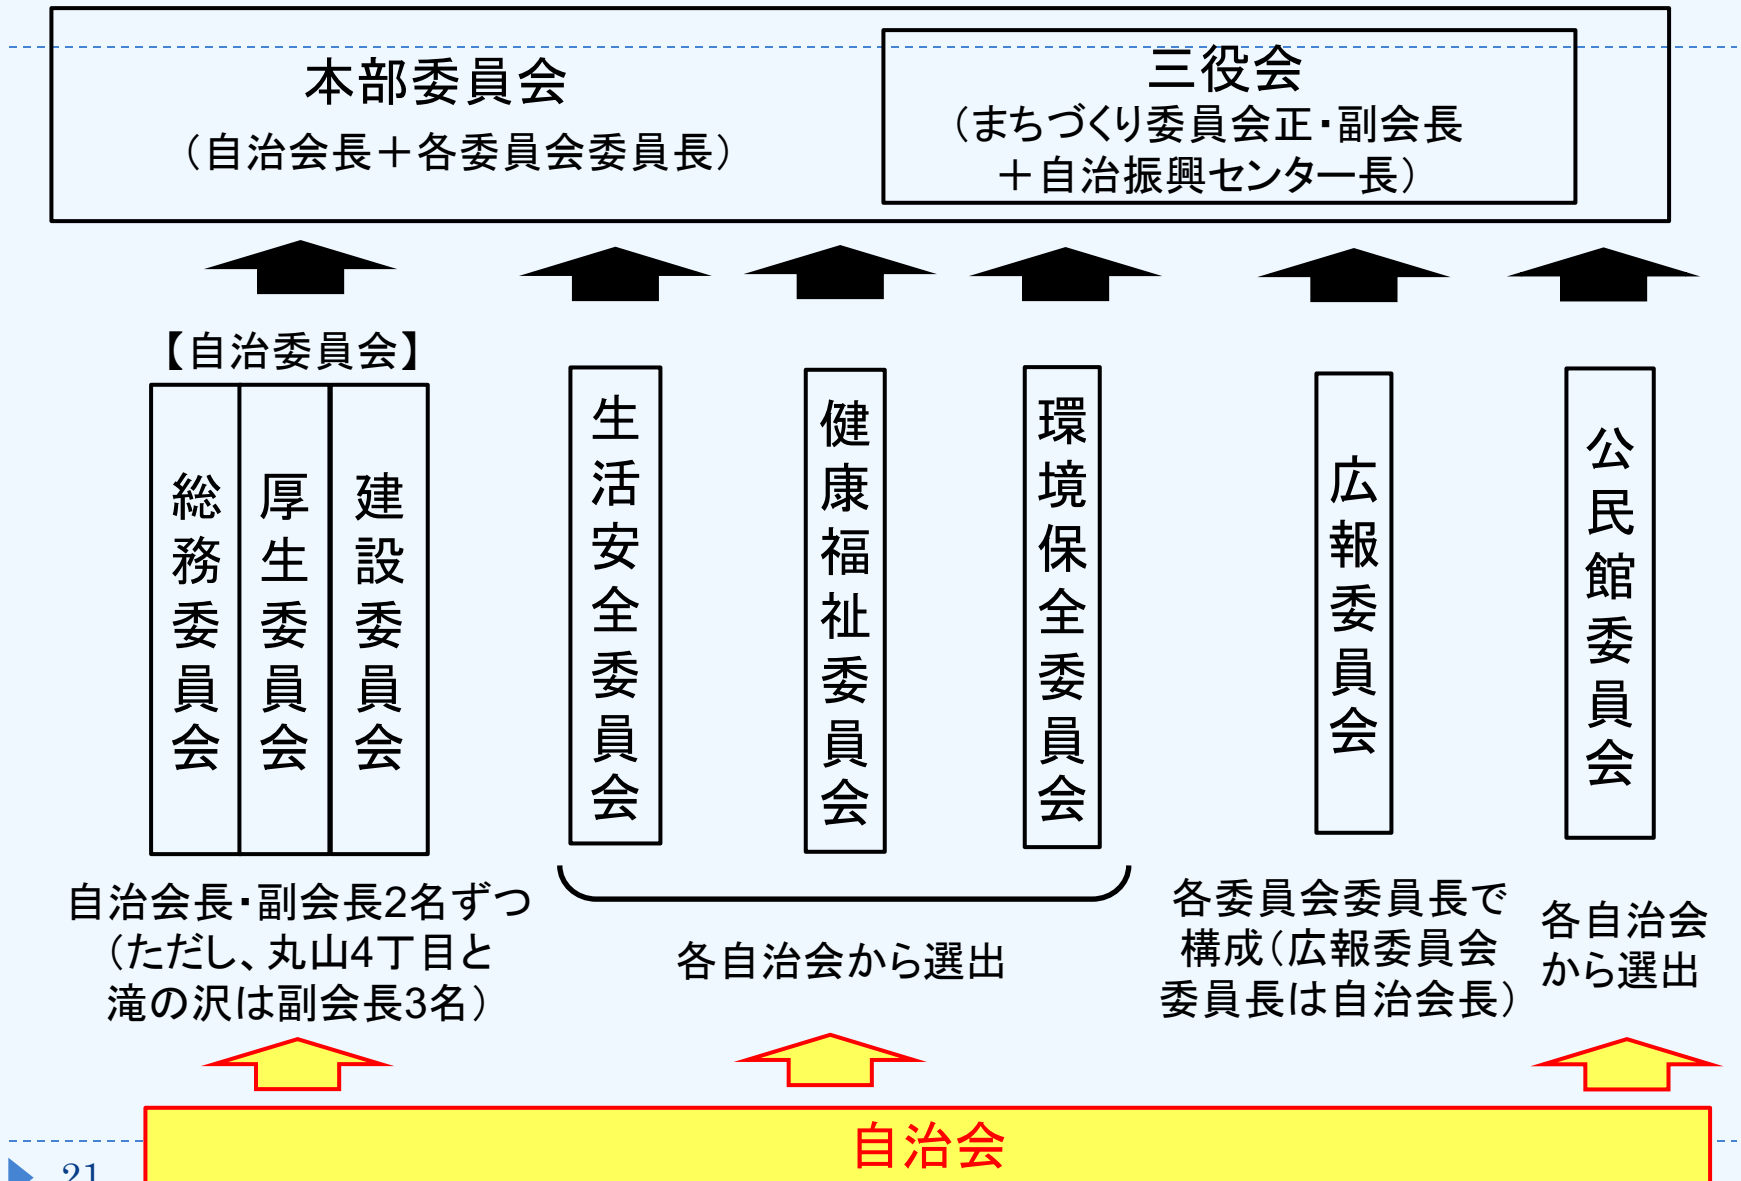 本部委員会
（自治会長＋各委員会委員長）
三役会
（まちづくり委員会正・副会長
＋自治振興センター長）
【自治委員会】
総務委員会
厚生委員会
建設委員会
生活安全委員会
健康福祉委員会
環境保全委員会
広報委員会
公民館委員会
自治会長・副会長2名ずつ
（ただし、丸山4丁目と
滝の沢は副会長3名）
各自治会から選出
各委員会委員長で
構成（広報委員会
委員長は自治会長）
各自治会
から選出
自治会
21